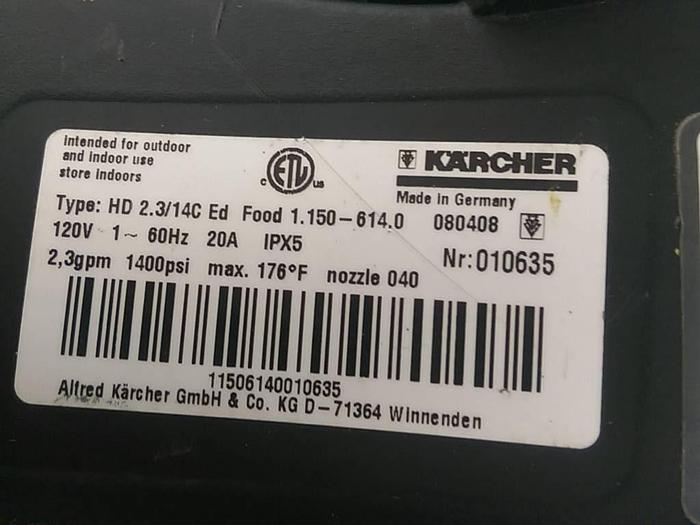 Intended for outdoor
and indoor use
store indoors
C ETL US
KÄRCHER
Made in Germany
Type: HD 2.3/14C Ed Food 1.150-614.0 080408
120V 1~ 60Hz 20A IPX5
Nr:010635
2,3gpm 1400psi max. 176°F nozzle 040
11506140010635
Alfred Kärcher GmbH & Co. KG D-71364 Winnenden